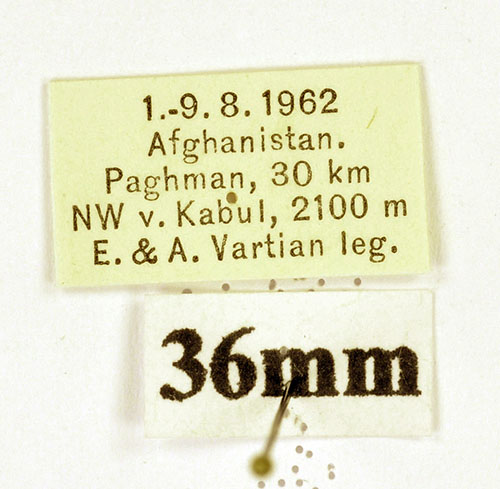 1.-9. 8. 1962
Afghanistan.
Paghman, 30 km
NW v. Kabul, 2100 m
E. & A. Vartian leg.
36mm